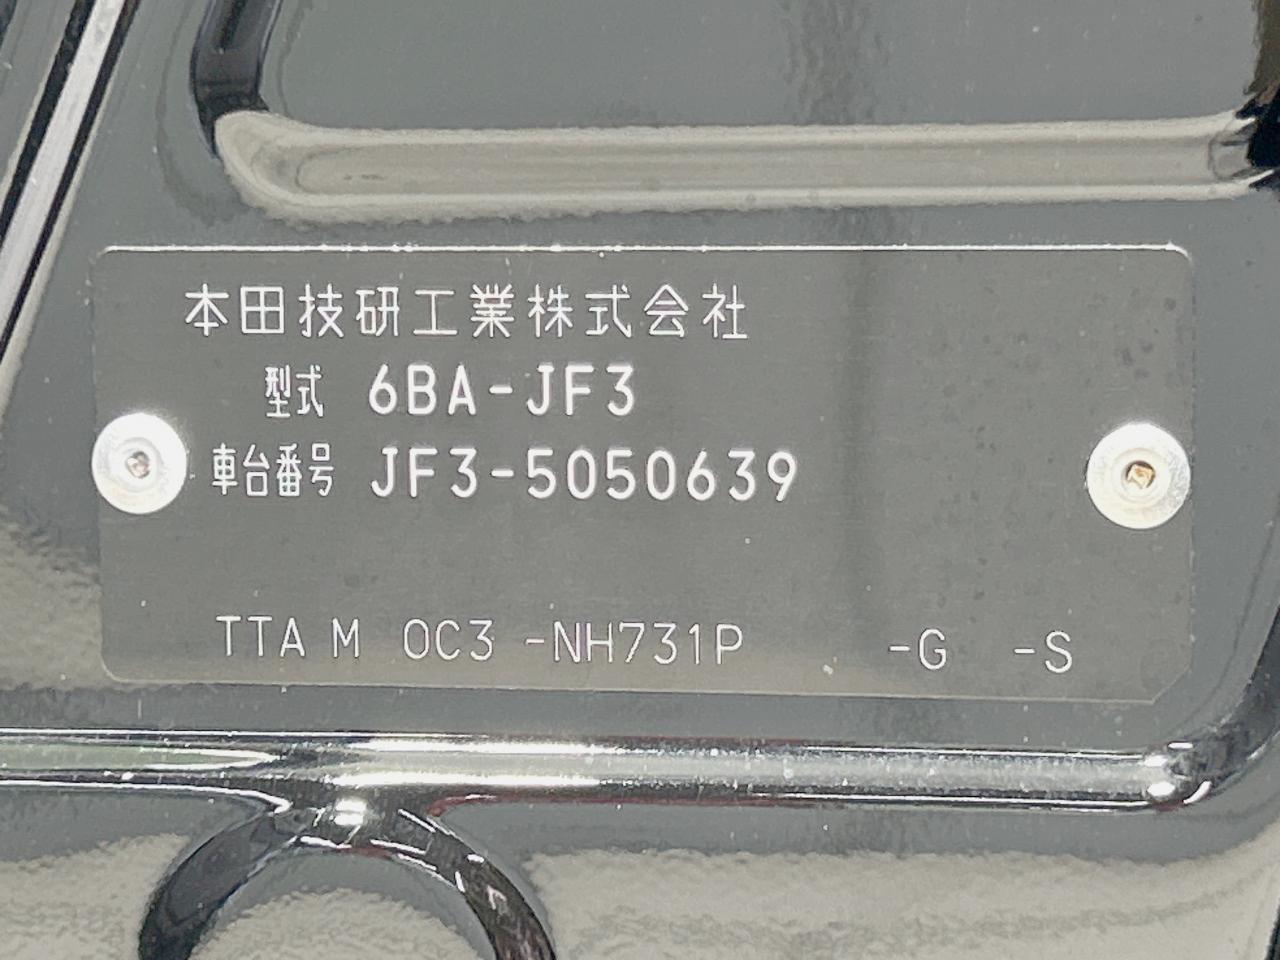 本田技研工業株式会社
型式 6BA-JF3
車台番号 JF3-5050639
TTA M OC3 -NH731P -G -S